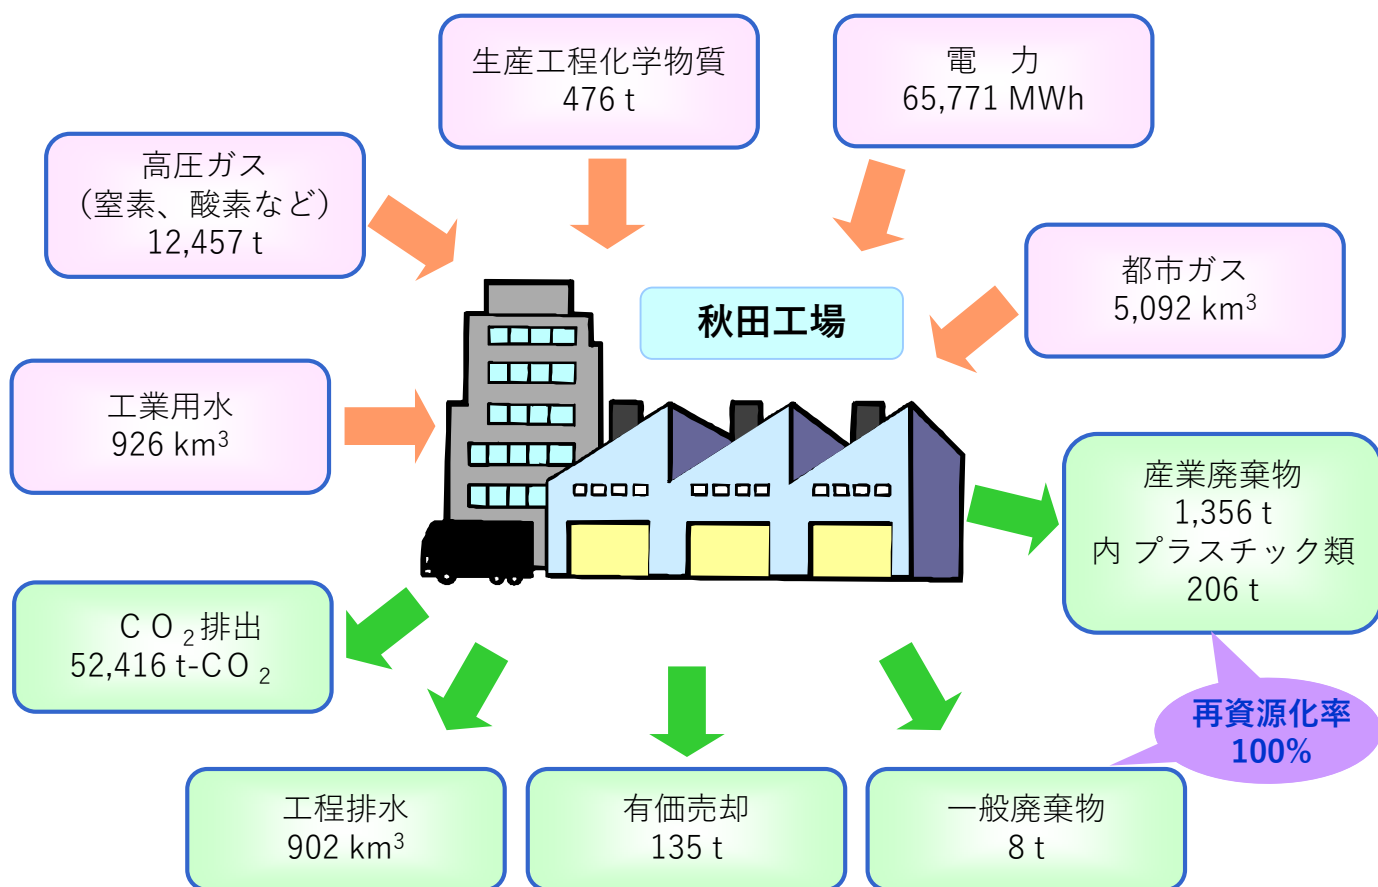 生産工程化学物質
476 t
電　力
65,771 MWh
高圧ガス
（窒素、酸素など）
12,457 t
都市ガス
5,092 km³
秋田工場
工業用水
926 km³
産業廃棄物
1,356 t
内 プラスチック類
206 t
ＣＯ₂排出
52,416 t-CO₂
再資源化率
100%
工程排水
902 km³
有価売却
135 t
一般廃棄物
8 t